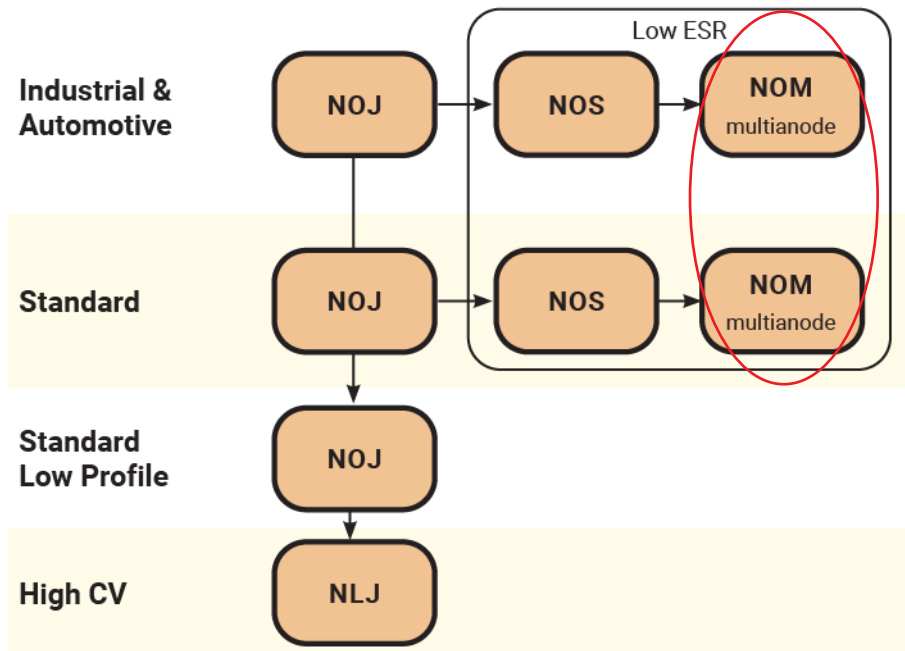 Low ESR
Industrial &
Automotive
NOJ
NOS
NOM
multianode
Standard
NOJ
NOS
NOM
multianode
Standard
Low Profile
NOJ
High CV
NLJ